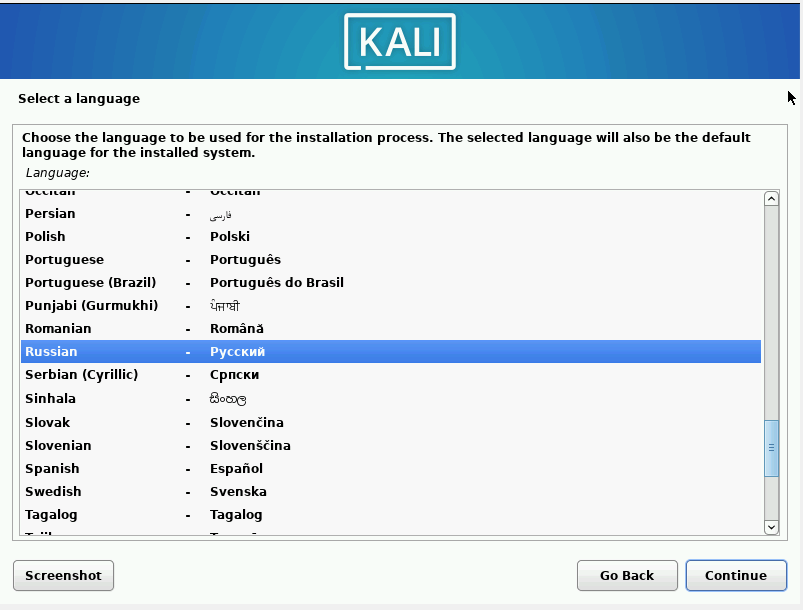 KALI
Select a language
Choose the language to be used for the installation process. The selected language will also be the default
language for the installed system.
Language:
Occitan - Occitan
Persian - فارسی
Polish - Polski
Portuguese - Português
Portuguese (Brazil) - Português do Brasil
Punjabi (Gurmukhi) - ਪੰਜਾਬੀ
Romanian - Română
Russian - Русский
Serbian (Cyrillic) - Српски
Sinhala - සිංහල
Slovak - Slovenčina
Slovenian - Slovenščina
Spanish - Español
Swedish - Svenska
Tagalog - Tagalog
Screenshot Go Back Continue